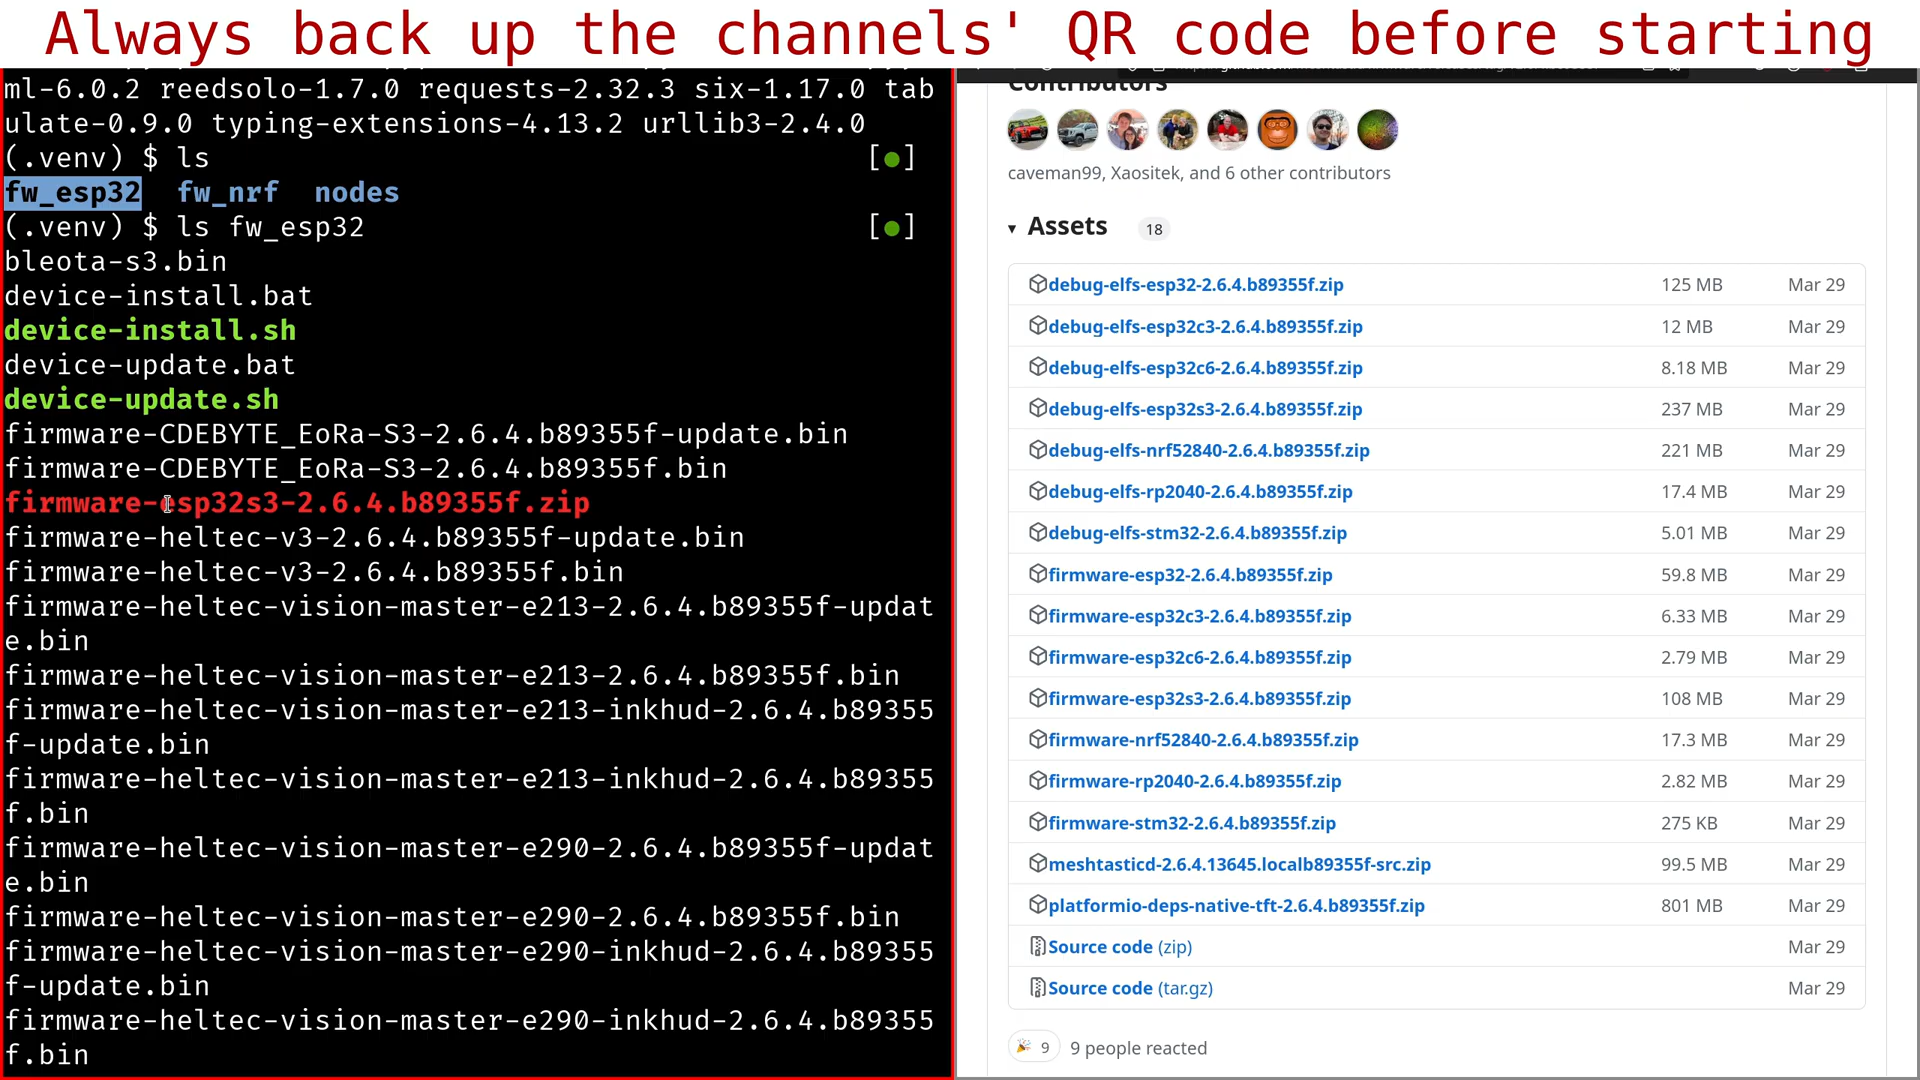 Always back up the channels' QR code before starting
ml-6.0.2 reedsolo-1.7.0 requests-2.32.3 six-1.17.0 tab
ulate-0.9.0 typing-extensions-4.13.2 urllib3-2.4.0
(.venv) $ ls [●]
fw_esp32 fw_nrf nodes
(.venv) $ ls fw_esp32 [●]
bleota-s3.bin
device-install.bat
device-install.sh
device-update.bat
device-update.sh
firmware-CDEBYTE_EoRa-S3-2.6.4.b89355f-update.bin
firmware-CDEBYTE_EoRa-S3-2.6.4.b89355f.bin
firmware-esp32s3-2.6.4.b89355f.zip
firmware-heltec-v3-2.6.4.b89355f-update.bin
firmware-heltec-v3-2.6.4.b89355f.bin
firmware-heltec-vision-master-e213-2.6.4.b89355f-updat
e.bin
firmware-heltec-vision-master-e213-2.6.4.b89355f.bin
firmware-heltec-vision-master-e213-inkhud-2.6.4.b89355
f-update.bin
firmware-heltec-vision-master-e213-inkhud-2.6.4.b89355
f.bin
firmware-heltec-vision-master-e290-2.6.4.b89355f-updat
e.bin
firmware-heltec-vision-master-e290-2.6.4.b89355f.bin
firmware-heltec-vision-master-e290-inkhud-2.6.4.b89355
f-update.bin
firmware-heltec-vision-master-e290-inkhud-2.6.4.b89355
f.bin
Contributors
caveman99, Xaositek, and 6 other contributors
Assets 18
debug-elfs-esp32-2.6.4.b89355f.zip 125 MB Mar 29
debug-elfs-esp32c3-2.6.4.b89355f.zip 12 MB Mar 29
debug-elfs-esp32c6-2.6.4.b89355f.zip 8.18 MB Mar 29
debug-elfs-esp32s3-2.6.4.b89355f.zip 237 MB Mar 29
debug-elfs-nrf52840-2.6.4.b89355f.zip 221 MB Mar 29
debug-elfs-rp2040-2.6.4.b89355f.zip 17.4 MB Mar 29
debug-elfs-stm32-2.6.4.b89355f.zip 5.01 MB Mar 29
firmware-esp32-2.6.4.b89355f.zip 59.8 MB Mar 29
firmware-esp32c3-2.6.4.b89355f.zip 6.33 MB Mar 29
firmware-esp32c6-2.6.4.b89355f.zip 2.79 MB Mar 29
firmware-esp32s3-2.6.4.b89355f.zip 108 MB Mar 29
firmware-nrf52840-2.6.4.b89355f.zip 17.3 MB Mar 29
firmware-rp2040-2.6.4.b89355f.zip 2.82 MB Mar 29
firmware-stm32-2.6.4.b89355f.zip 275 KB Mar 29
meshtasticd-2.6.4.13645.localb89355f-src.zip 99.5 MB Mar 29
platformio-deps-native-tft-2.6.4.b89355f.zip 801 MB Mar 29
Source code (zip) Mar 29
Source code (tar.gz) Mar 29
9 9 people reacted